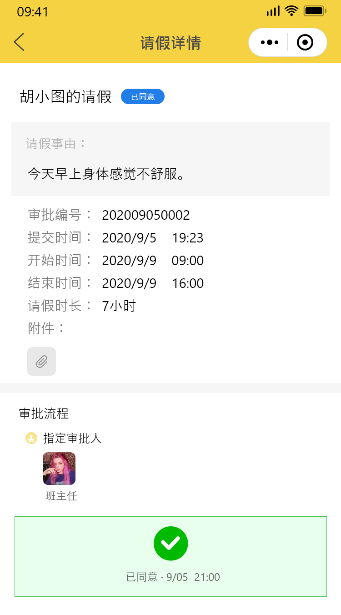 09:41
请假详情
胡小图的请假 已同意
请假事由：
今天早上身体感觉不舒服。
审批编号： 202009050002
提交时间： 2020/9/5 19:23
开始时间： 2020/9/9 09:00
结束时间： 2020/9/9 16:00
请假时长： 7小时
附件：
审批流程
指定审批人
班主任
已同意 - 9/05 21:00